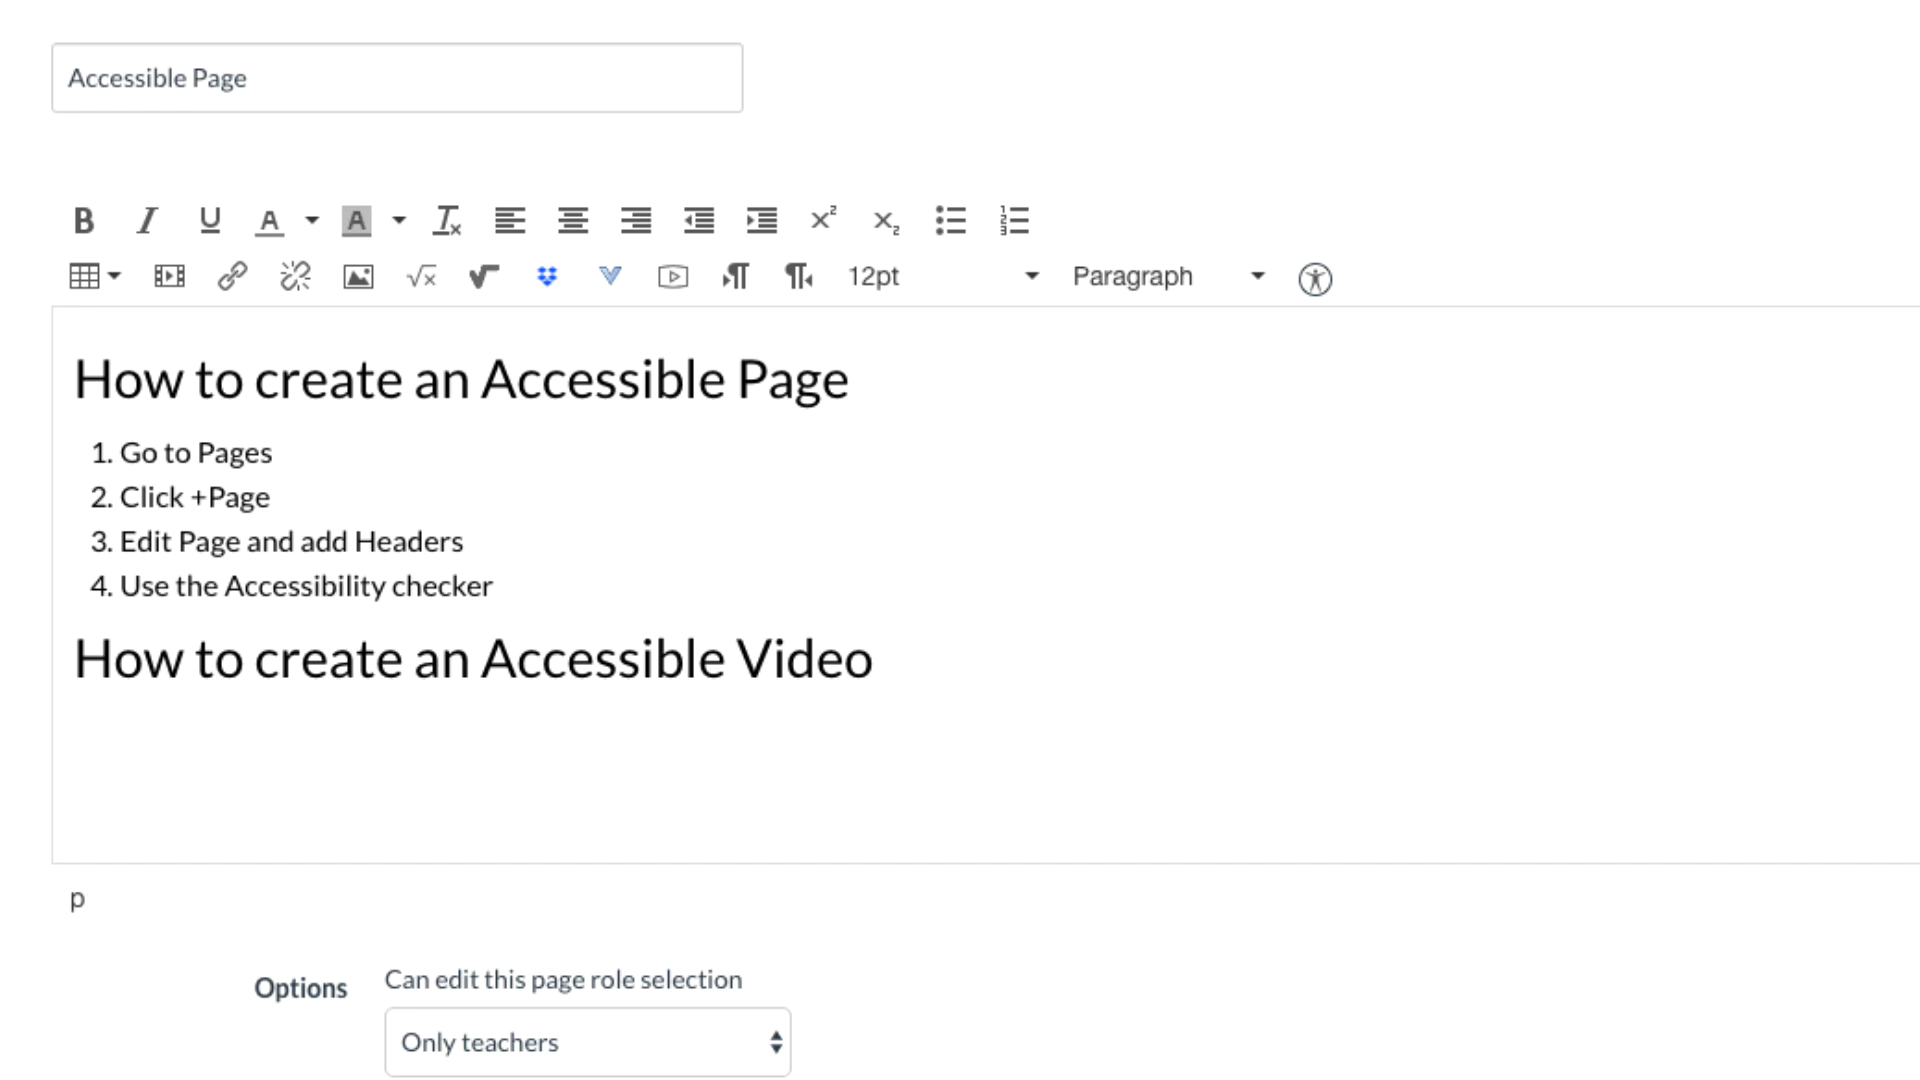 Accessible Page
12pt
Paragraph
How to create an Accessible Page
1. Go to Pages
2. Click +Page
3. Edit Page and add Headers
4. Use the Accessibility checker
How to create an Accessible Video
p
Options
Can edit this page role selection
Only teachers